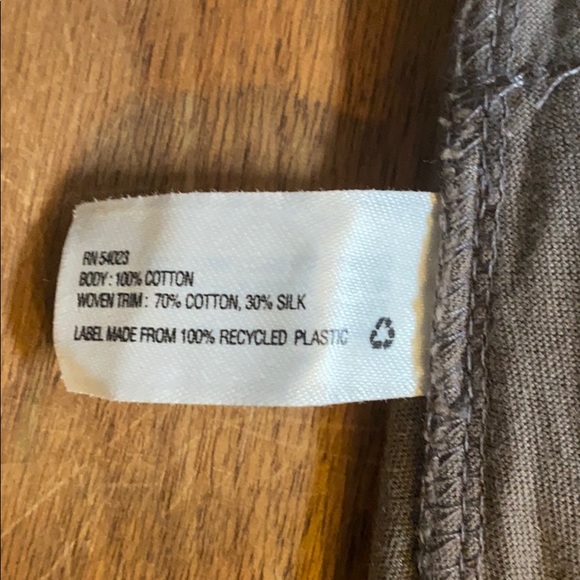 RN 54023
BODY : 100% COTTON
WOVEN TRIM : 70% COTTON, 30% SILK
LABEL MADE FROM 100% RECYCLED PLASTIC